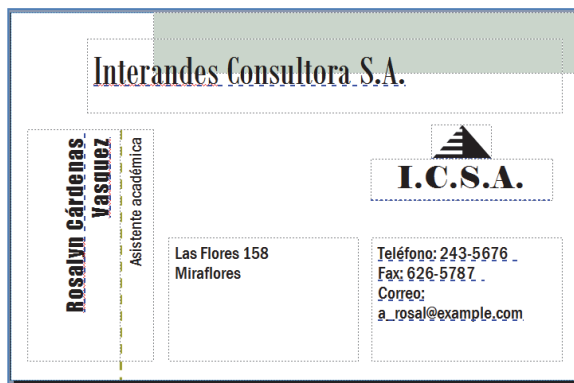 Interandes Consultora S.A.
Rosalyn Cárdenas
Vasquez
Asistente académica
I.C.S.A.
Las Flores 158
Miraflores
Teléfono: 243-5676
Fax: 626-5787
Correo:
a_rosal@example.com